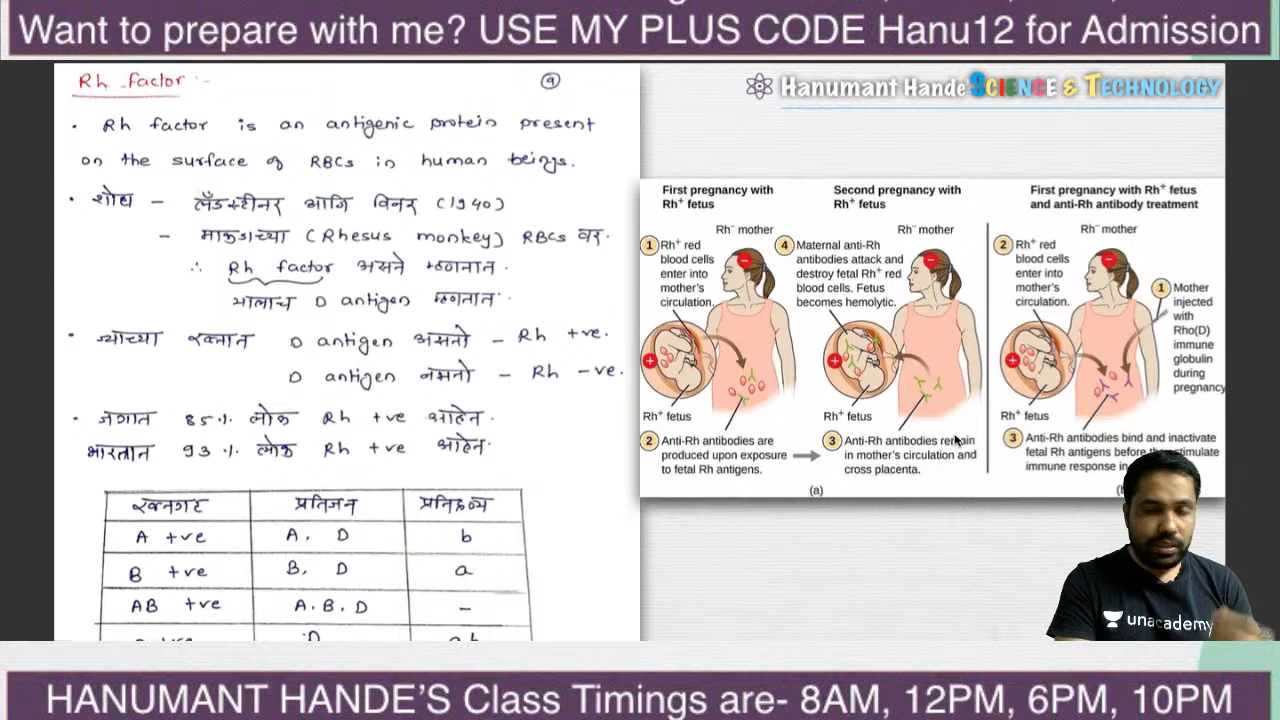 Want to prepare with me? USE MY PLUS CODE Hanu12 for Admission
Rh factor :-
9
• Rh factor is an antigenic protein present
on the surface of RBCs in human beings.
• शोध – लँडस्टीनर आणि विनर (1940)
– माकडाच्या (Rhesus monkey) RBCs वर
∴ Rh factor असते म्हणतात.
यालाच D antigen म्हणतात.
• ज्याच्या रक्तात D antigen असतो – Rh +ve.
D antigen नसतो – Rh -ve.
• जगात 85% लोक Rh +ve आहेत.
भारतात 93% लोक Rh +ve आहेत.
रक्तगट प्रतिजन प्रतिद्रव्य
A +ve A, D b
B +ve B, D a
AB +ve A, B, D –
D
Hanumant Hande' SCIENCE & TECHNOLOGY
First pregnancy with
Rh⁺ fetus
Rh⁻ mother
1 Rh⁺ red
blood cells
enter into
mother's
circulation.
Rh⁺ fetus
2 Anti-Rh antibodies are
produced upon exposure
to fetal Rh antigens.
Second pregnancy with
Rh⁺ fetus
Rh⁻ mother
4 Maternal anti-Rh
antibodies attack and
destroy fetal Rh⁺ red
blood cells. Fetus
becomes hemolytic.
Rh⁺ fetus
3 Anti-Rh antibodies remain
in mother's circulation and
cross placenta.
(a)
First pregnancy with Rh⁺ fetus
and anti-Rh antibody treatment
Rh⁻ mother
2 Rh⁺ red
blood cells
enter into
mother's
circulation.
1 Mother
injected
with
Rho(D)
immune
globulin
during
pregnancy
Rh⁺ fetus
3 Anti-Rh antibodies bind and inactivate
fetal Rh antigens before stimulate
immune response in
unacademy
HANUMANT HANDE'S Class Timings are- 8AM, 12PM, 6PM, 10PM